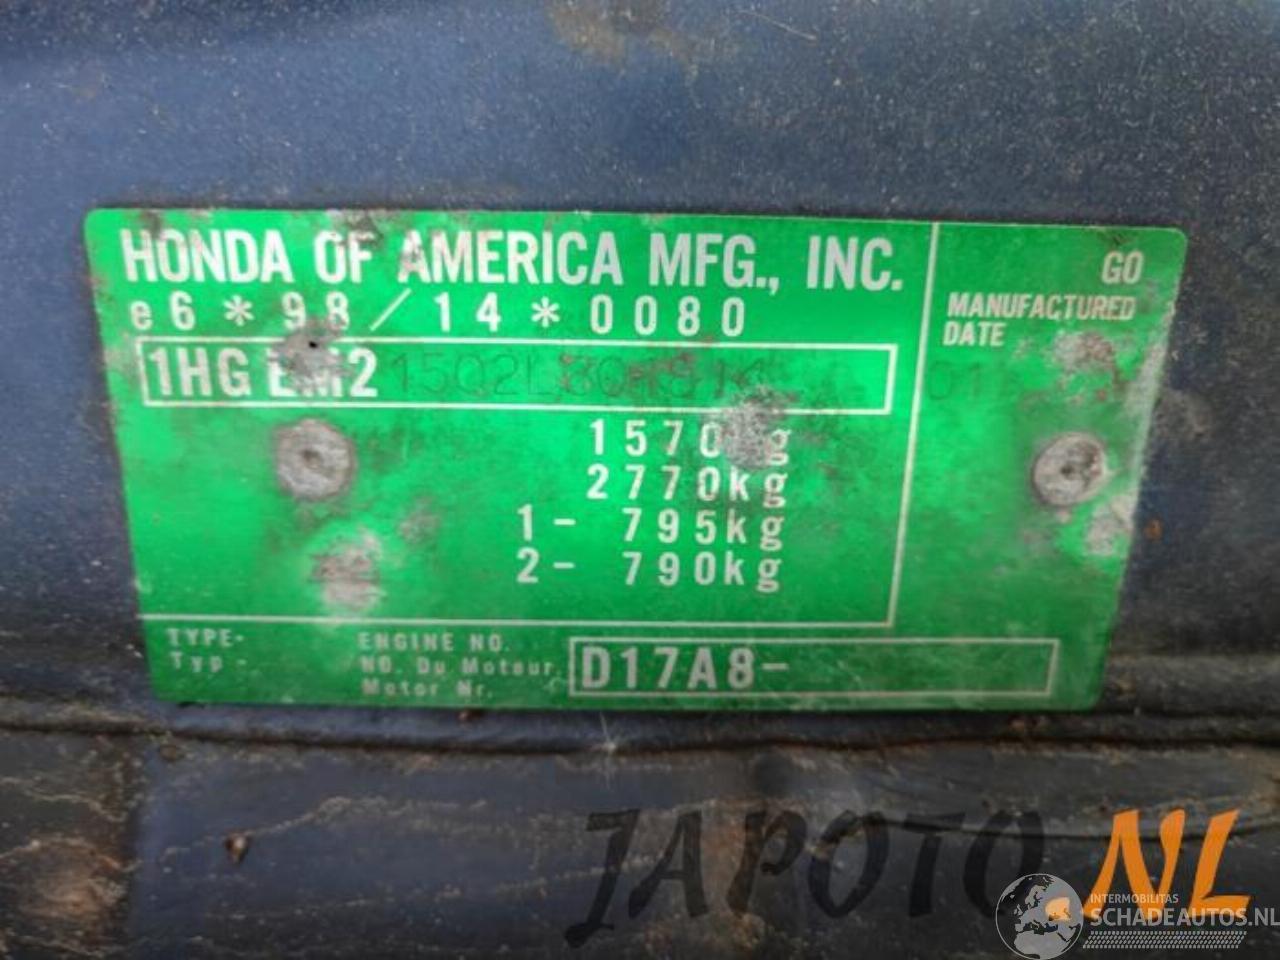 HONDA OF AMERICA MFG., INC.
e6*98/14*0080
1HGEM2
1570kg
2770kg
1- 795kg
2- 790kg
GO
MANUFACTURED
DATE
TYPE-
Typ-
ENGINE NO.
NO. Du Moteur
Motor Nr.
D17A8-
JAPOTO.NL
INTERMOBILITAS
SCHADEAUTOS.NL